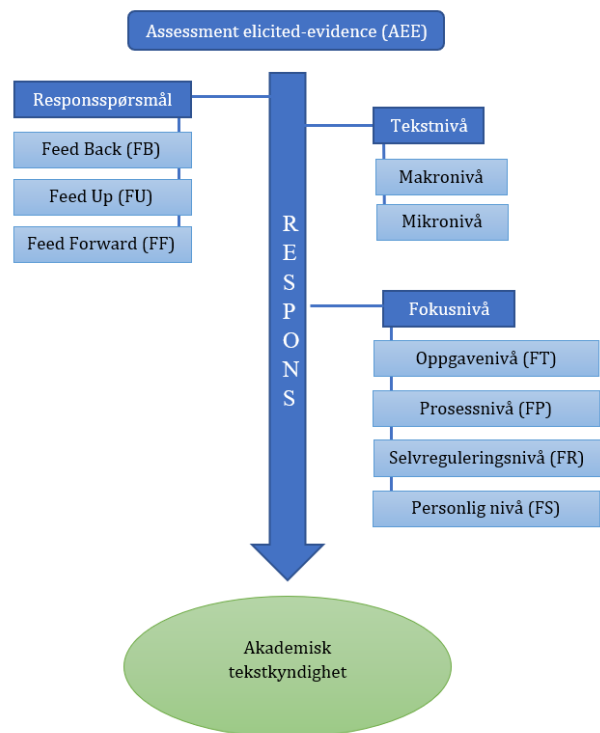 Assessment elicited-evidence (AEE)
Responsspørsmål
Feed Back (FB)
Feed Up (FU)
Feed Forward (FF)
RESPONS
Tekstnivå
Makronivå
Mikronivå
Fokusnivå
Oppgavenivå (FT)
Prosessnivå (FP)
Selvreguleringsnivå (FR)
Personlig nivå (FS)
Akademisk
tekstkyndighet